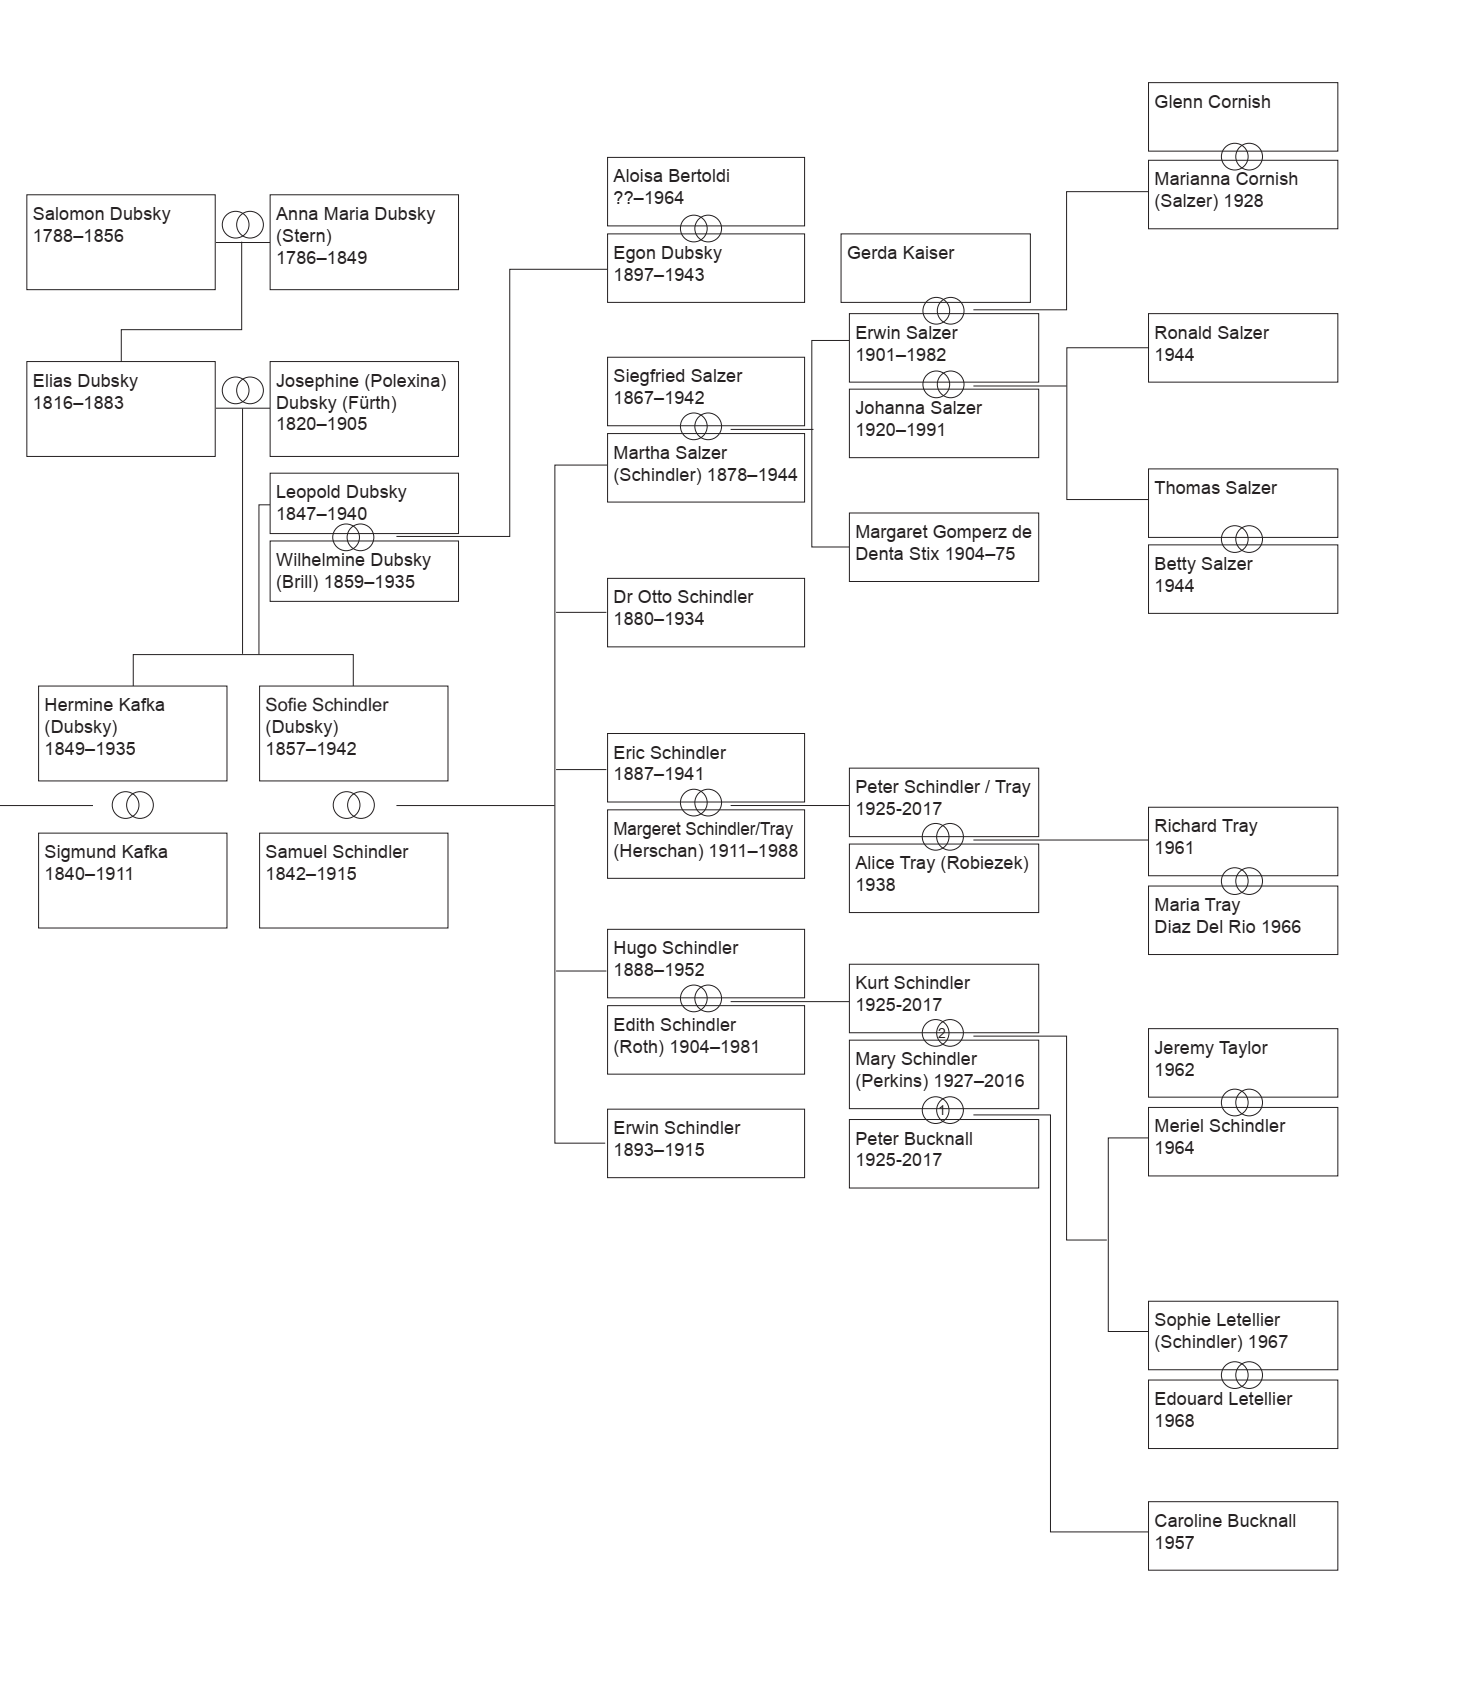 Salomon Dubsky
1788–1856
Anna Maria Dubsky
(Stern)
1786–1849
Elias Dubsky
1816–1883
Josephine (Polexina)
Dubsky (Fürth)
1820–1905
Leopold Dubsky
1847–1940
Wilhelmine Dubsky
(Brill) 1859–1935
Hermine Kafka
(Dubsky)
1849–1935
Sofie Schindler
(Dubsky)
1857–1942
Sigmund Kafka
1840–1911
Samuel Schindler
1842–1915
Aloisa Bertoldi
??–1964
Egon Dubsky
1897–1943
Siegfried Salzer
1867–1942
Martha Salzer
(Schindler) 1878–1944
Dr Otto Schindler
1880–1934
Eric Schindler
1887–1941
Margeret Schindler/Tray
(Herschan) 1911–1988
Hugo Schindler
1888–1952
Edith Schindler
(Roth) 1904–1981
Erwin Schindler
1893–1915
Gerda Kaiser
Erwin Salzer
1901–1982
Johanna Salzer
1920–1991
Margaret Gomperz de
Denta Stix 1904–75
Peter Schindler / Tray
1925-2017
Alice Tray (Robiezek)
1938
Kurt Schindler
1925-2017
2
Mary Schindler
(Perkins) 1927–2016
1
Peter Bucknall
1925-2017
Glenn Cornish
Marianna Cornish
(Salzer) 1928
Ronald Salzer
1944
Thomas Salzer
Betty Salzer
1944
Richard Tray
1961
Maria Tray
Diaz Del Rio 1966
Jeremy Taylor
1962
Meriel Schindler
1964
Sophie Letellier
(Schindler) 1967
Edouard Letellier
1968
Caroline Bucknall
1957